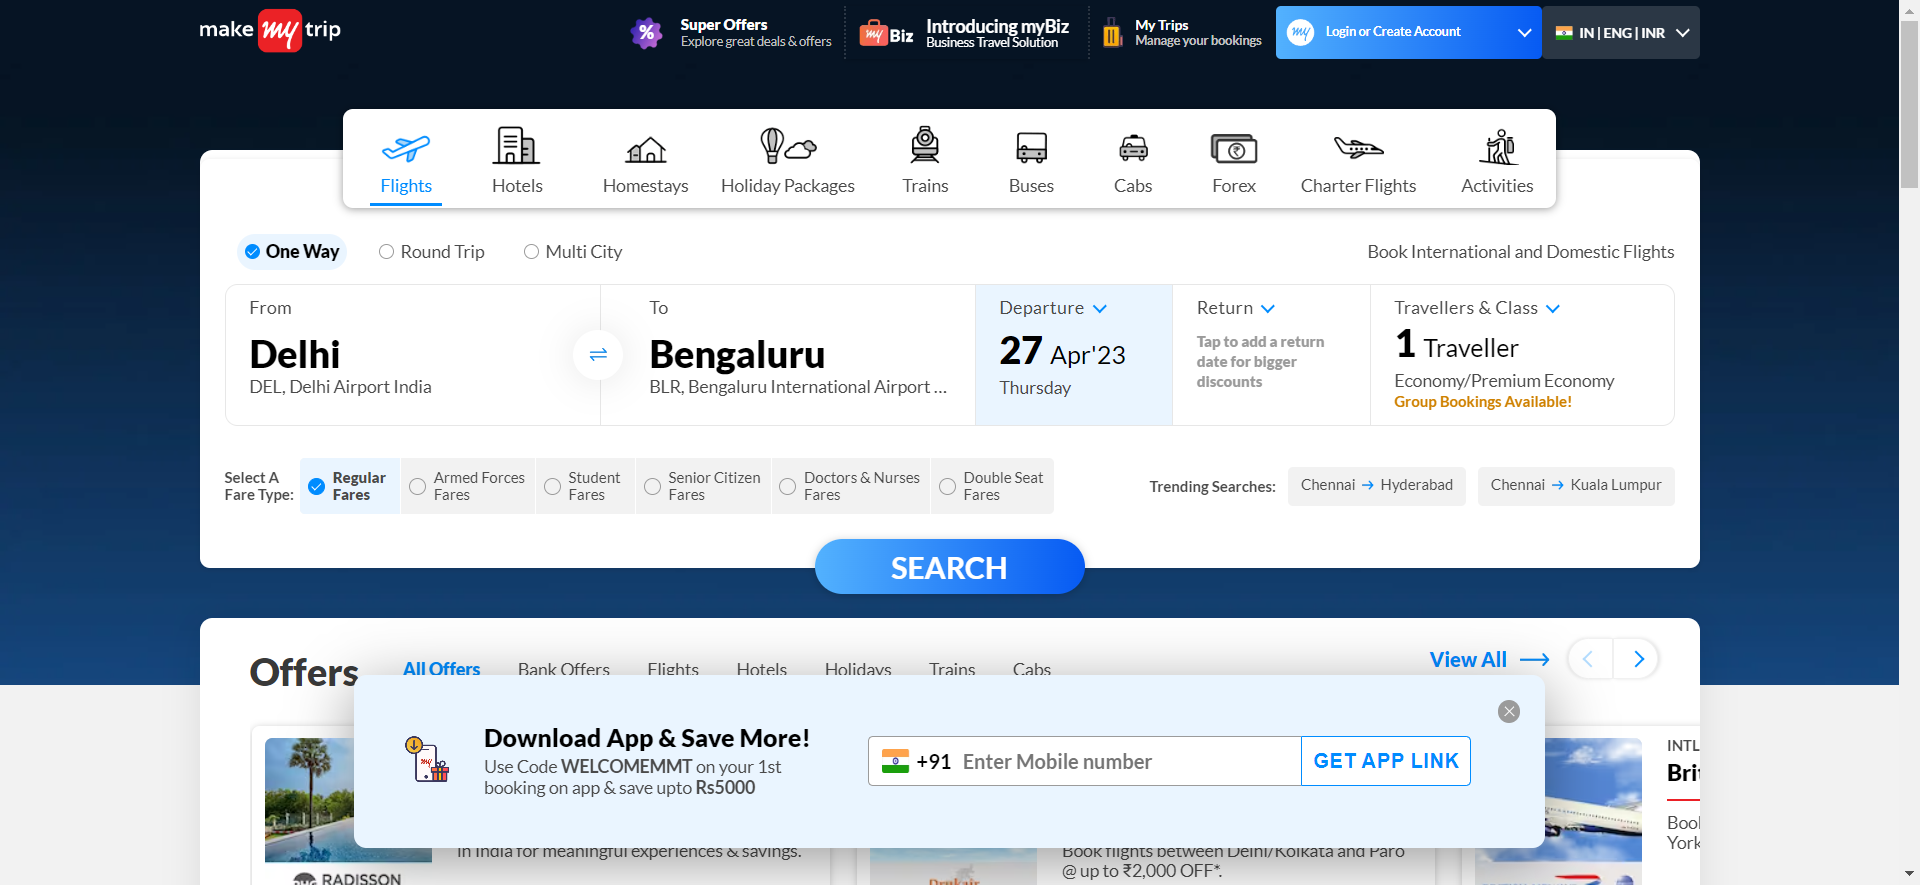 make my trip
Super Offers
Explore great deals & offers
my Biz
Introducing myBiz
Business Travel Solution
My Trips
Manage your bookings
my
Login or Create Account
IN | ENG | INR
Flights
Hotels
Homestays
Holiday Packages
Trains
Buses
Cabs
Forex
Charter Flights
Activities
One Way
Round Trip
Multi City
Book International and Domestic Flights
From
Delhi
DEL, Delhi Airport India
To
Bengaluru
BLR, Bengaluru International Airport ...
Departure
27 Apr'23
Thursday
Return
Tap to add a return
date for bigger
discounts
Travellers & Class
1 Traveller
Economy/Premium Economy
Group Bookings Available!
Select A
Fare Type:
Regular
Fares
Armed Forces
Fares
Student
Fares
Senior Citizen
Fares
Doctors & Nurses
Fares
Double Seat
Fares
Trending Searches:
Chennai → Hyderabad
Chennai → Kuala Lumpur
SEARCH
Offers
All Offers
Bank Offers
Flights
Hotels
Holidays
Trains
Cabs
View All
Download App & Save More!
Use Code WELCOMEMMT on your 1st
booking on app & save upto Rs5000
+91 Enter Mobile number
GET APP LINK
in India for meaningful experiences & savings.
RADISSON
Book flights between Delhi/Kolkata and Paro
@ up to ₹2,000 OFF*.
Drukair
INTL
Brit
Book
York